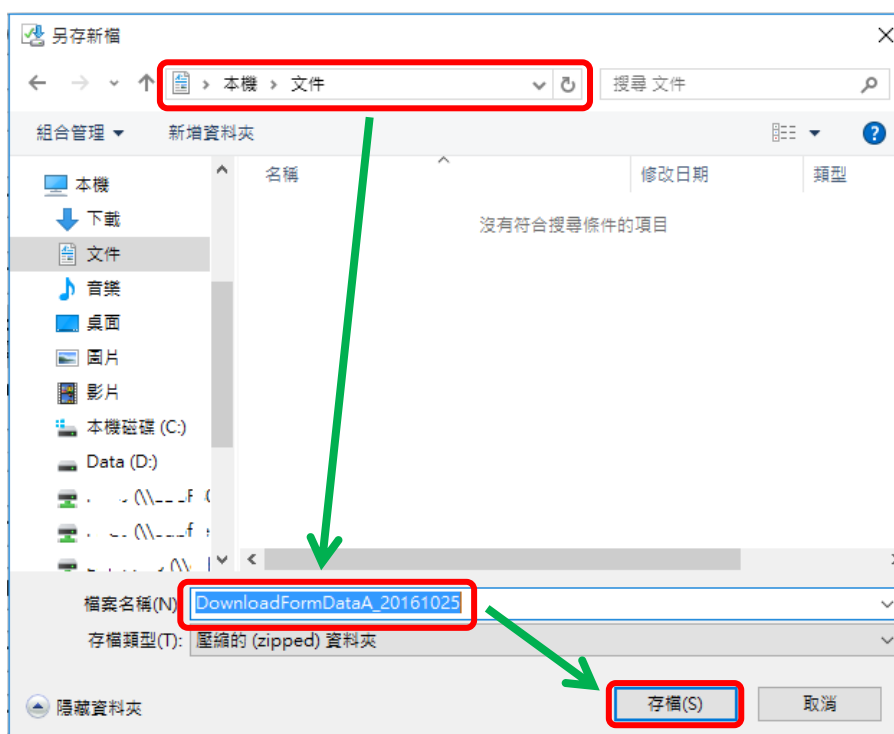 另存新檔
本機 › 文件
搜尋 文件
組合管理 新增資料夾
名稱 修改日期 類型
沒有符合搜尋條件的項目
本機
下載
文件
音樂
桌面
圖片
影片
本機磁碟 (C:)
Data (D:)
檔案名稱(N) DownloadFormDataA_20161025
存檔類型(T): 壓縮的 (zipped) 資料夾
隱藏資料夾
存檔(S) 取消